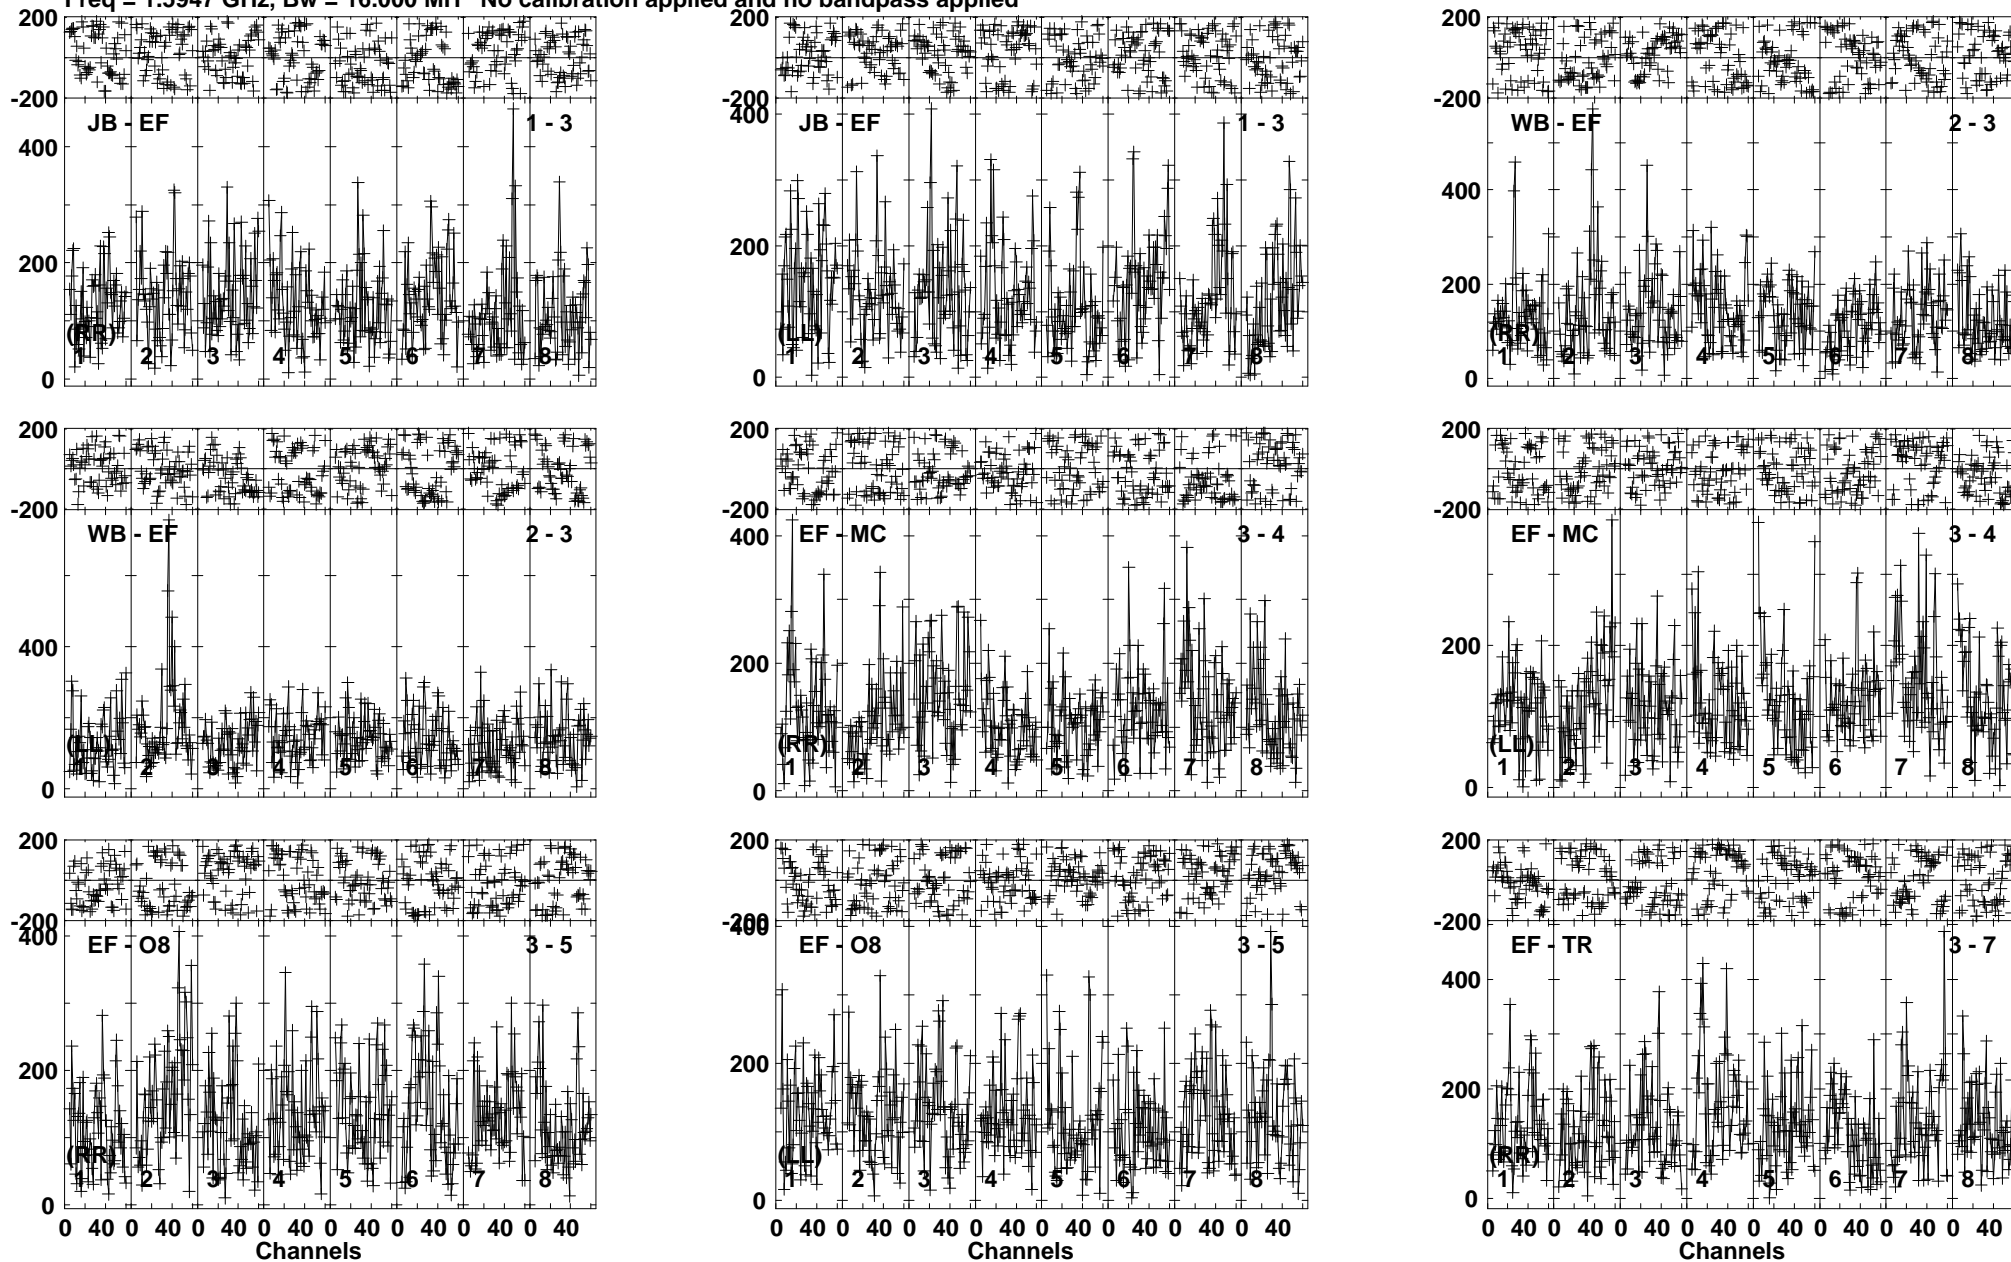 Freq = 1.5947 GHz, Bw = 16.000 MH No calibration applied and no bandpass applied
200 200 200
-200 -200 -200
JB - EF 1 - 3 JB - EF 1 - 3 WB - EF 2 - 3
400 400 400
200 200 200
(RR) (LL) (RR)
1 2 3 4 5 6 7 8 1 2 3 4 5 6 7 8 1 2 3 4 5 6 7 8
0 0 0
200 200 200
-200 -200 -200
WB - EF 2 - 3 EF - MC 3 - 4 EF - MC 3 - 4
400 400
200 200
(LL) (RR) (LL)
1 2 3 4 5 6 7 8 1 2 3 4 5 6 7 8 1 2 3 4 5 6 7 8
0 0 0
200 200 200
-200 -200 -200
400 400
EF - O8 3 - 5 EF - O8 3 - 5 EF - TR 3 - 7
400
200 200 200
(RR) (LL) (RR)
1 2 3 4 5 6 7 8 1 2 3 4 5 6 7 8 1 2 3 4 5 6 7 8
0 0 0
0 40 0 40 0 40 0 40 0 40 0 40 0 40 0 40 0 40 0 40 0 40 0 40 0 40 0 40 0 40 0 40 0 40 0 40 0 40 0 40 0 40 0 40 0 40 0 40
Channels Channels Channels